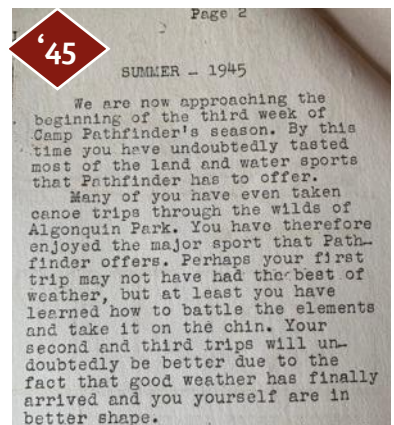 Page 2
‘45
SUMMER - 1945
We are now approaching the
beginning of the third week of
Camp Pathfinder's season. By this
time you have undoubtedly tasted
most of the land and water sports
that Pathfinder has to offer.
Many of you have even taken
canoe trips through the wilds of
Algonquin Park. You have therefore
enjoyed the major sport that Path-
finder offers. Perhaps your first
trip may not have had the best of
weather, but at least you have
learned how to battle the elements
and take it on the chin. Your
second and third trips will un-
doubtedly be better due to the
fact that good weather has finally
arrived and you yourself are in
better shape.